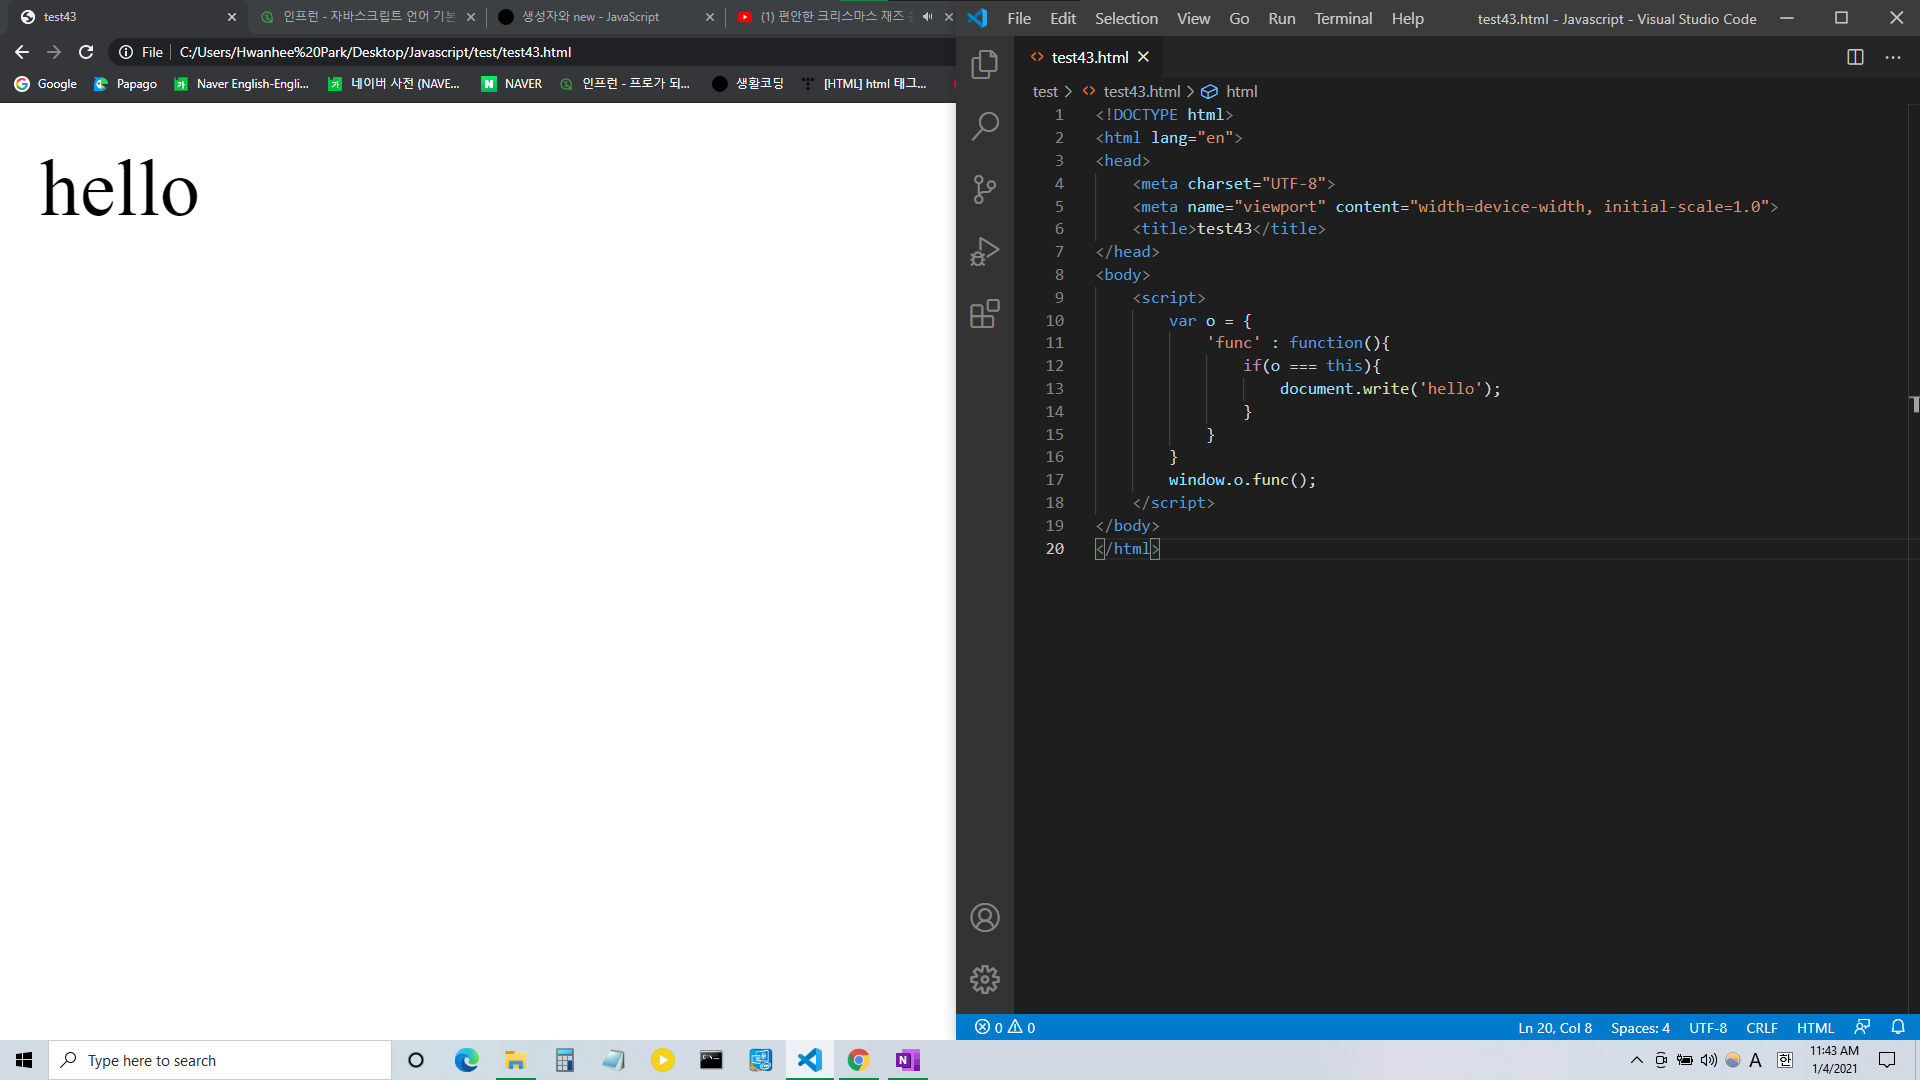 test43
인프런 - 자바스크립트 언어 기본
생성자와 new - JavaScript
(1) 편안한 크리스마스 재즈
File
C:/Users/Hwanhee%20Park/Desktop/Javascript/test/test43.html
Google
Papago
Naver English-Engli...
네이버 사전 (NAVE...
NAVER
인프런 - 프로가 되...
생활코딩
[HTML] html 태그...
hello
File Edit Selection View Go Run Terminal Help
test43.html - Javascript - Visual Studio Code
test43.html
test > test43.html > html
1 <!DOCTYPE html>
2 <html lang="en">
3 <head>
4 <meta charset="UTF-8">
5 <meta name="viewport" content="width=device-width, initial-scale=1.0">
6 <title>test43</title>
7 </head>
8 <body>
9 <script>
10 var o = {
11 'func' : function(){
12 if(o === this){
13 document.write('hello');
14 }
15 }
16 }
17 window.o.func();
18 </script>
19 </body>
20 </html>
0 0
Ln 20, Col 8
Spaces: 4
UTF-8
CRLF
HTML
Type here to search
A
한
11:43 AM
1/4/2021